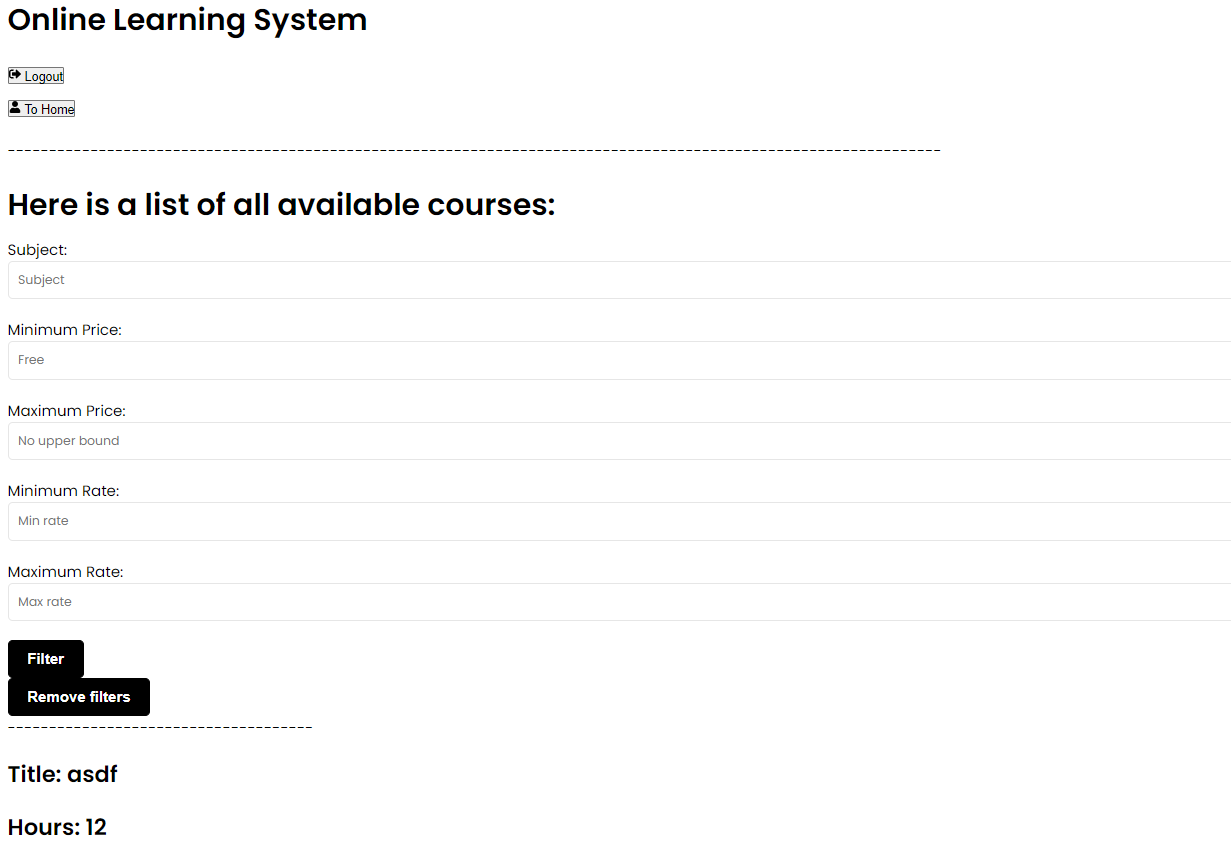 Online Learning System
Logout
To Home
------------------------------------------------------------------------------------------------------------------
Here is a list of all available courses:
Subject:
Subject
Minimum Price:
Free
Maximum Price:
No upper bound
Minimum Rate:
Min rate
Maximum Rate:
Max rate
Filter
Remove filters
-------------------------------------
Title: asdf
Hours: 12